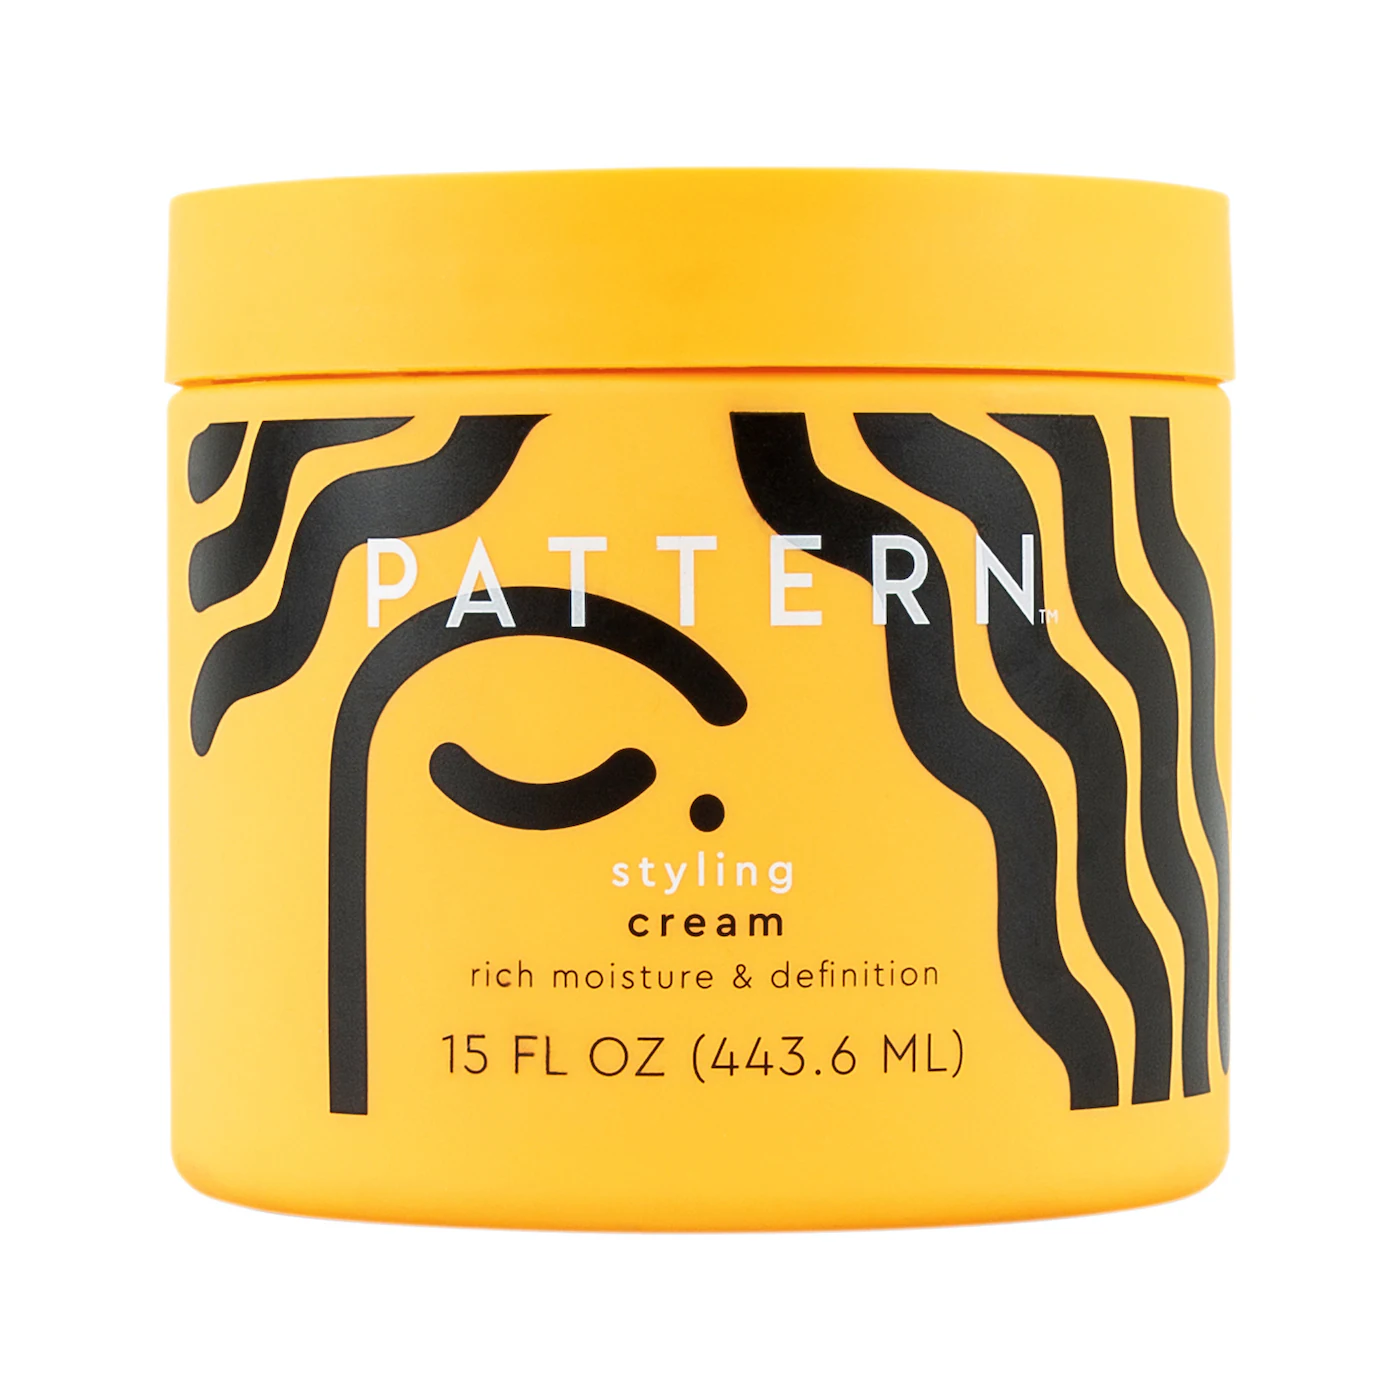 PATTERN™
styling
cream
rich moisture & definition
15 FL OZ (443.6 ML)